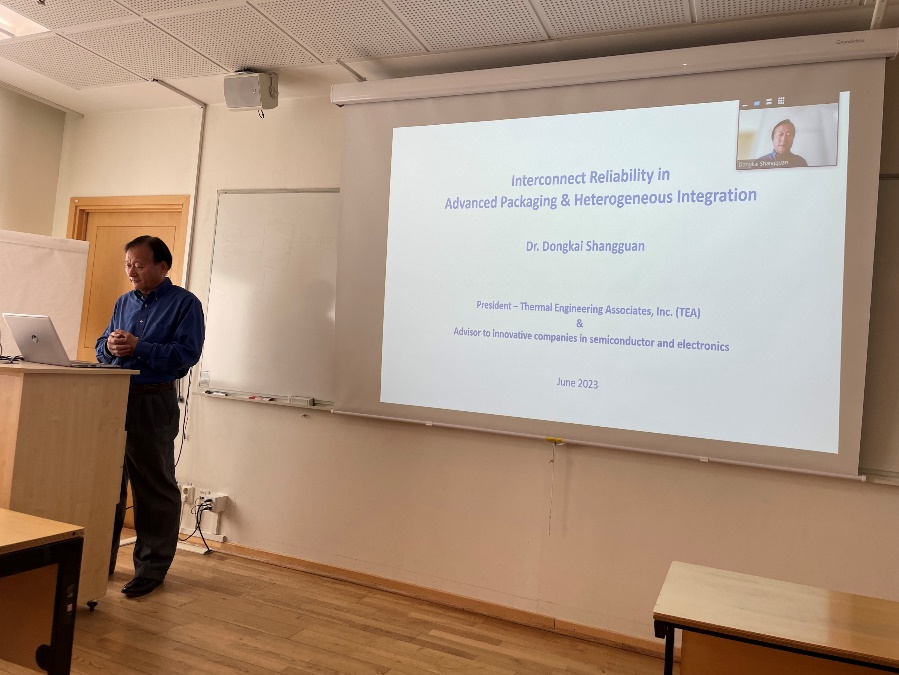 Dongkai Shangguan
Interconnect Reliability in
Advanced Packaging & Heterogeneous Integration
Dr. Dongkai Shangguan
President – Thermal Engineering Associates, Inc. (TEA)
&
Advisor to innovative companies in semiconductor and electronics
June 2023